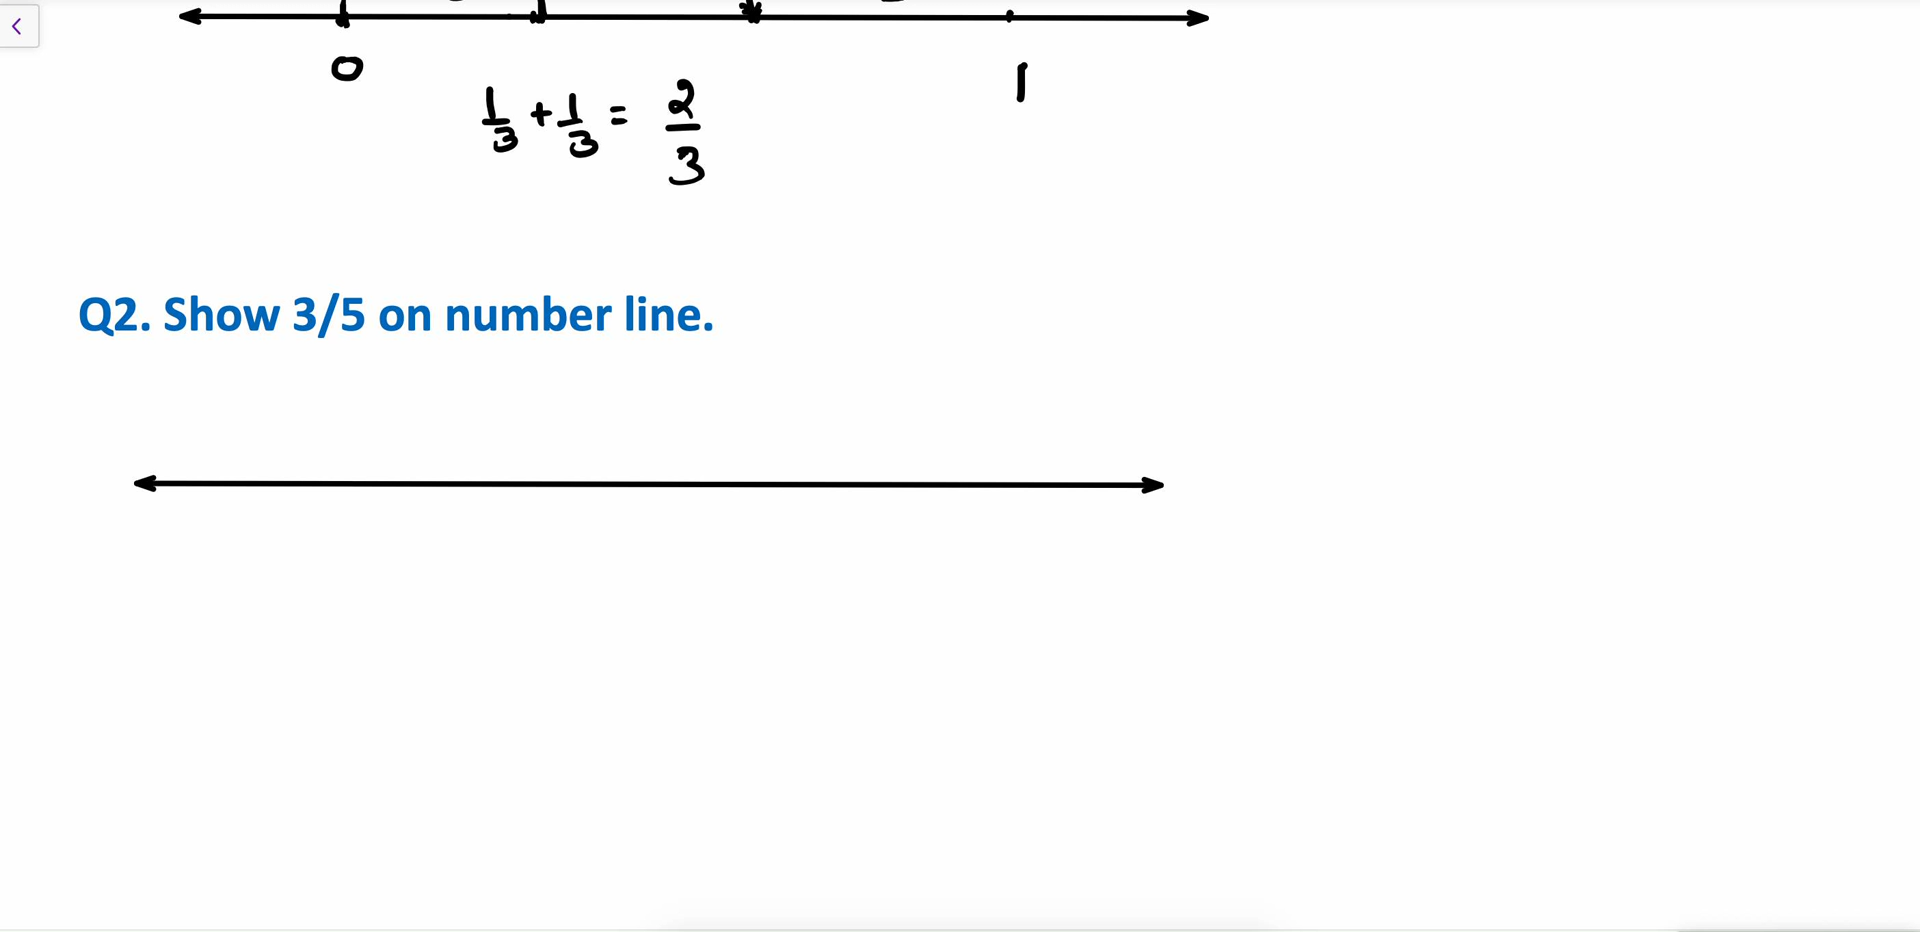 0 1
1/3 + 1/3 = 2/3
Q2. Show 3/5 on number line.